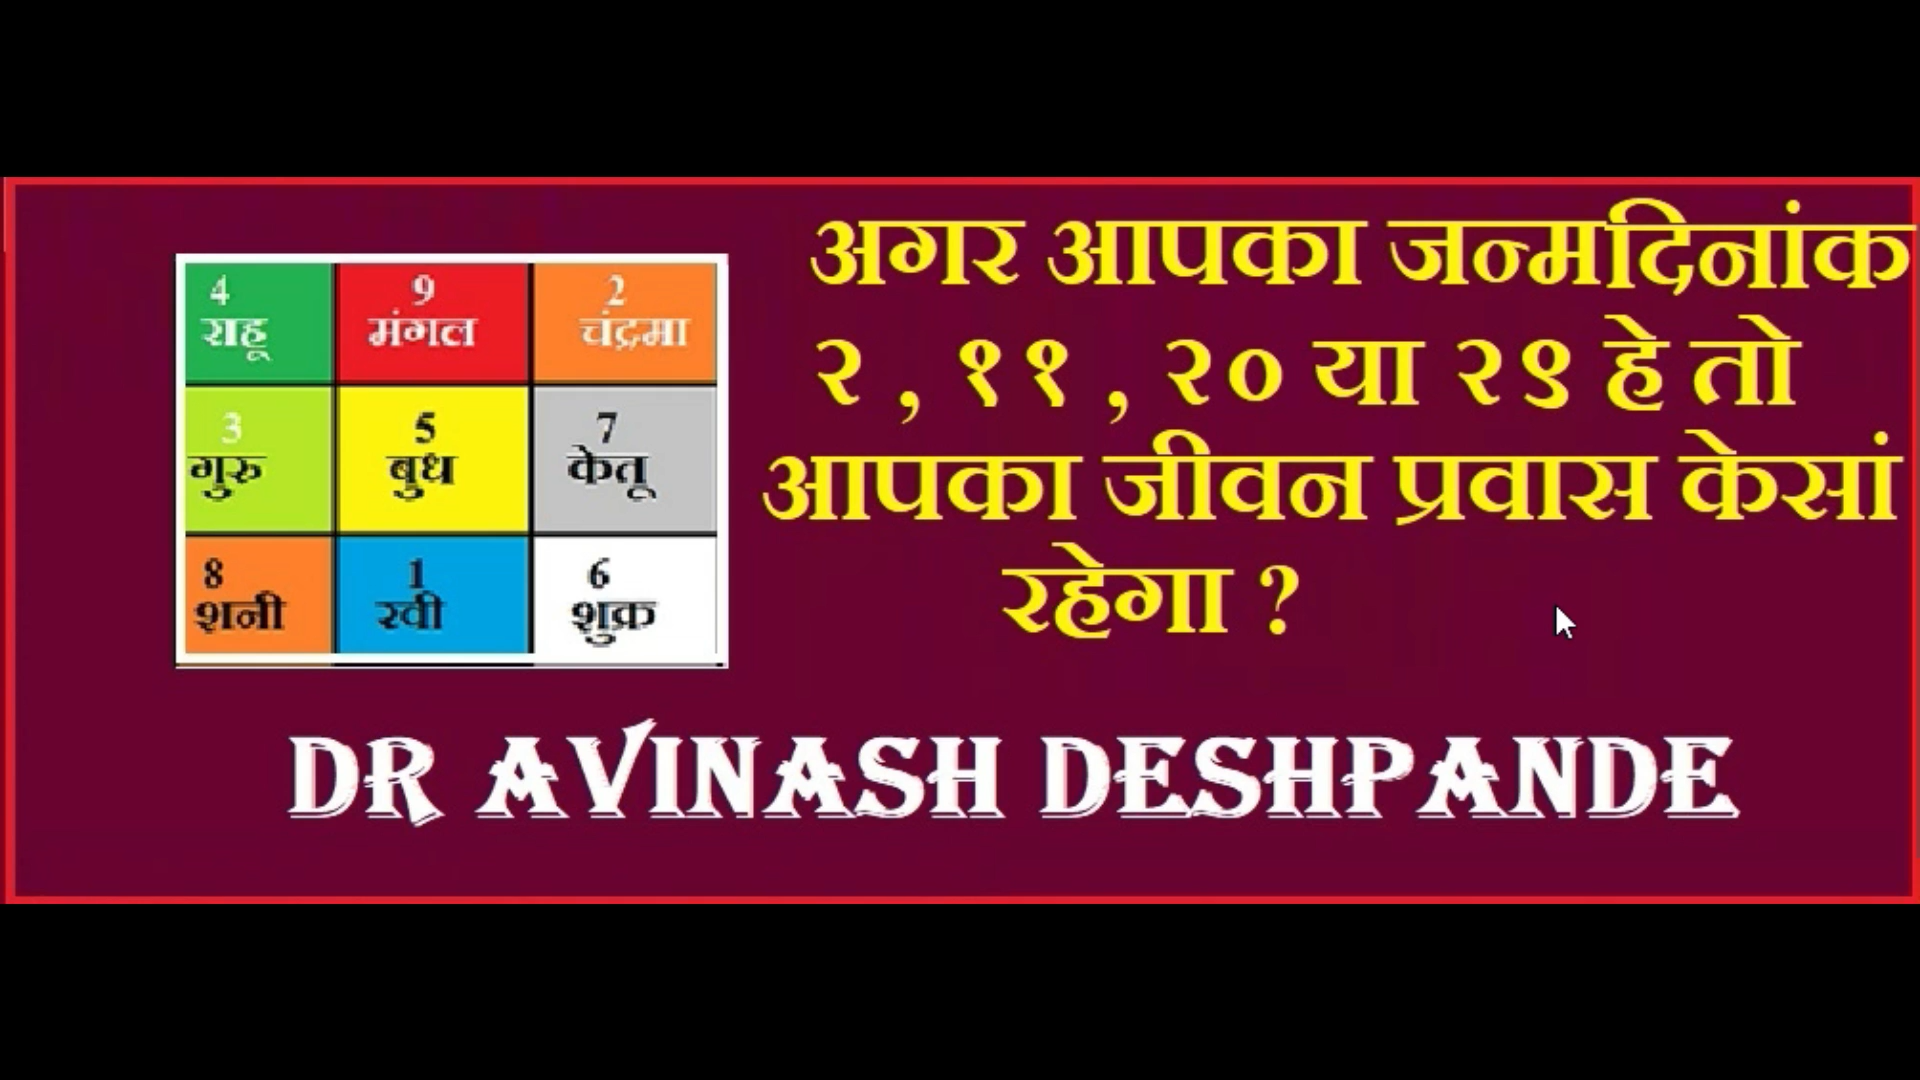 4 9 2
राहू मंगल चंद्रमा
3 5 7
गुरु बुध केतू
8 1 6
शनी रवी शुक्र
अगर आपका जन्मदिनांक
२ , ११ , २० या २९ हे तो
आपका जीवन प्रवास केसां
रहेगा ?
DR AVINASH DESHPANDE